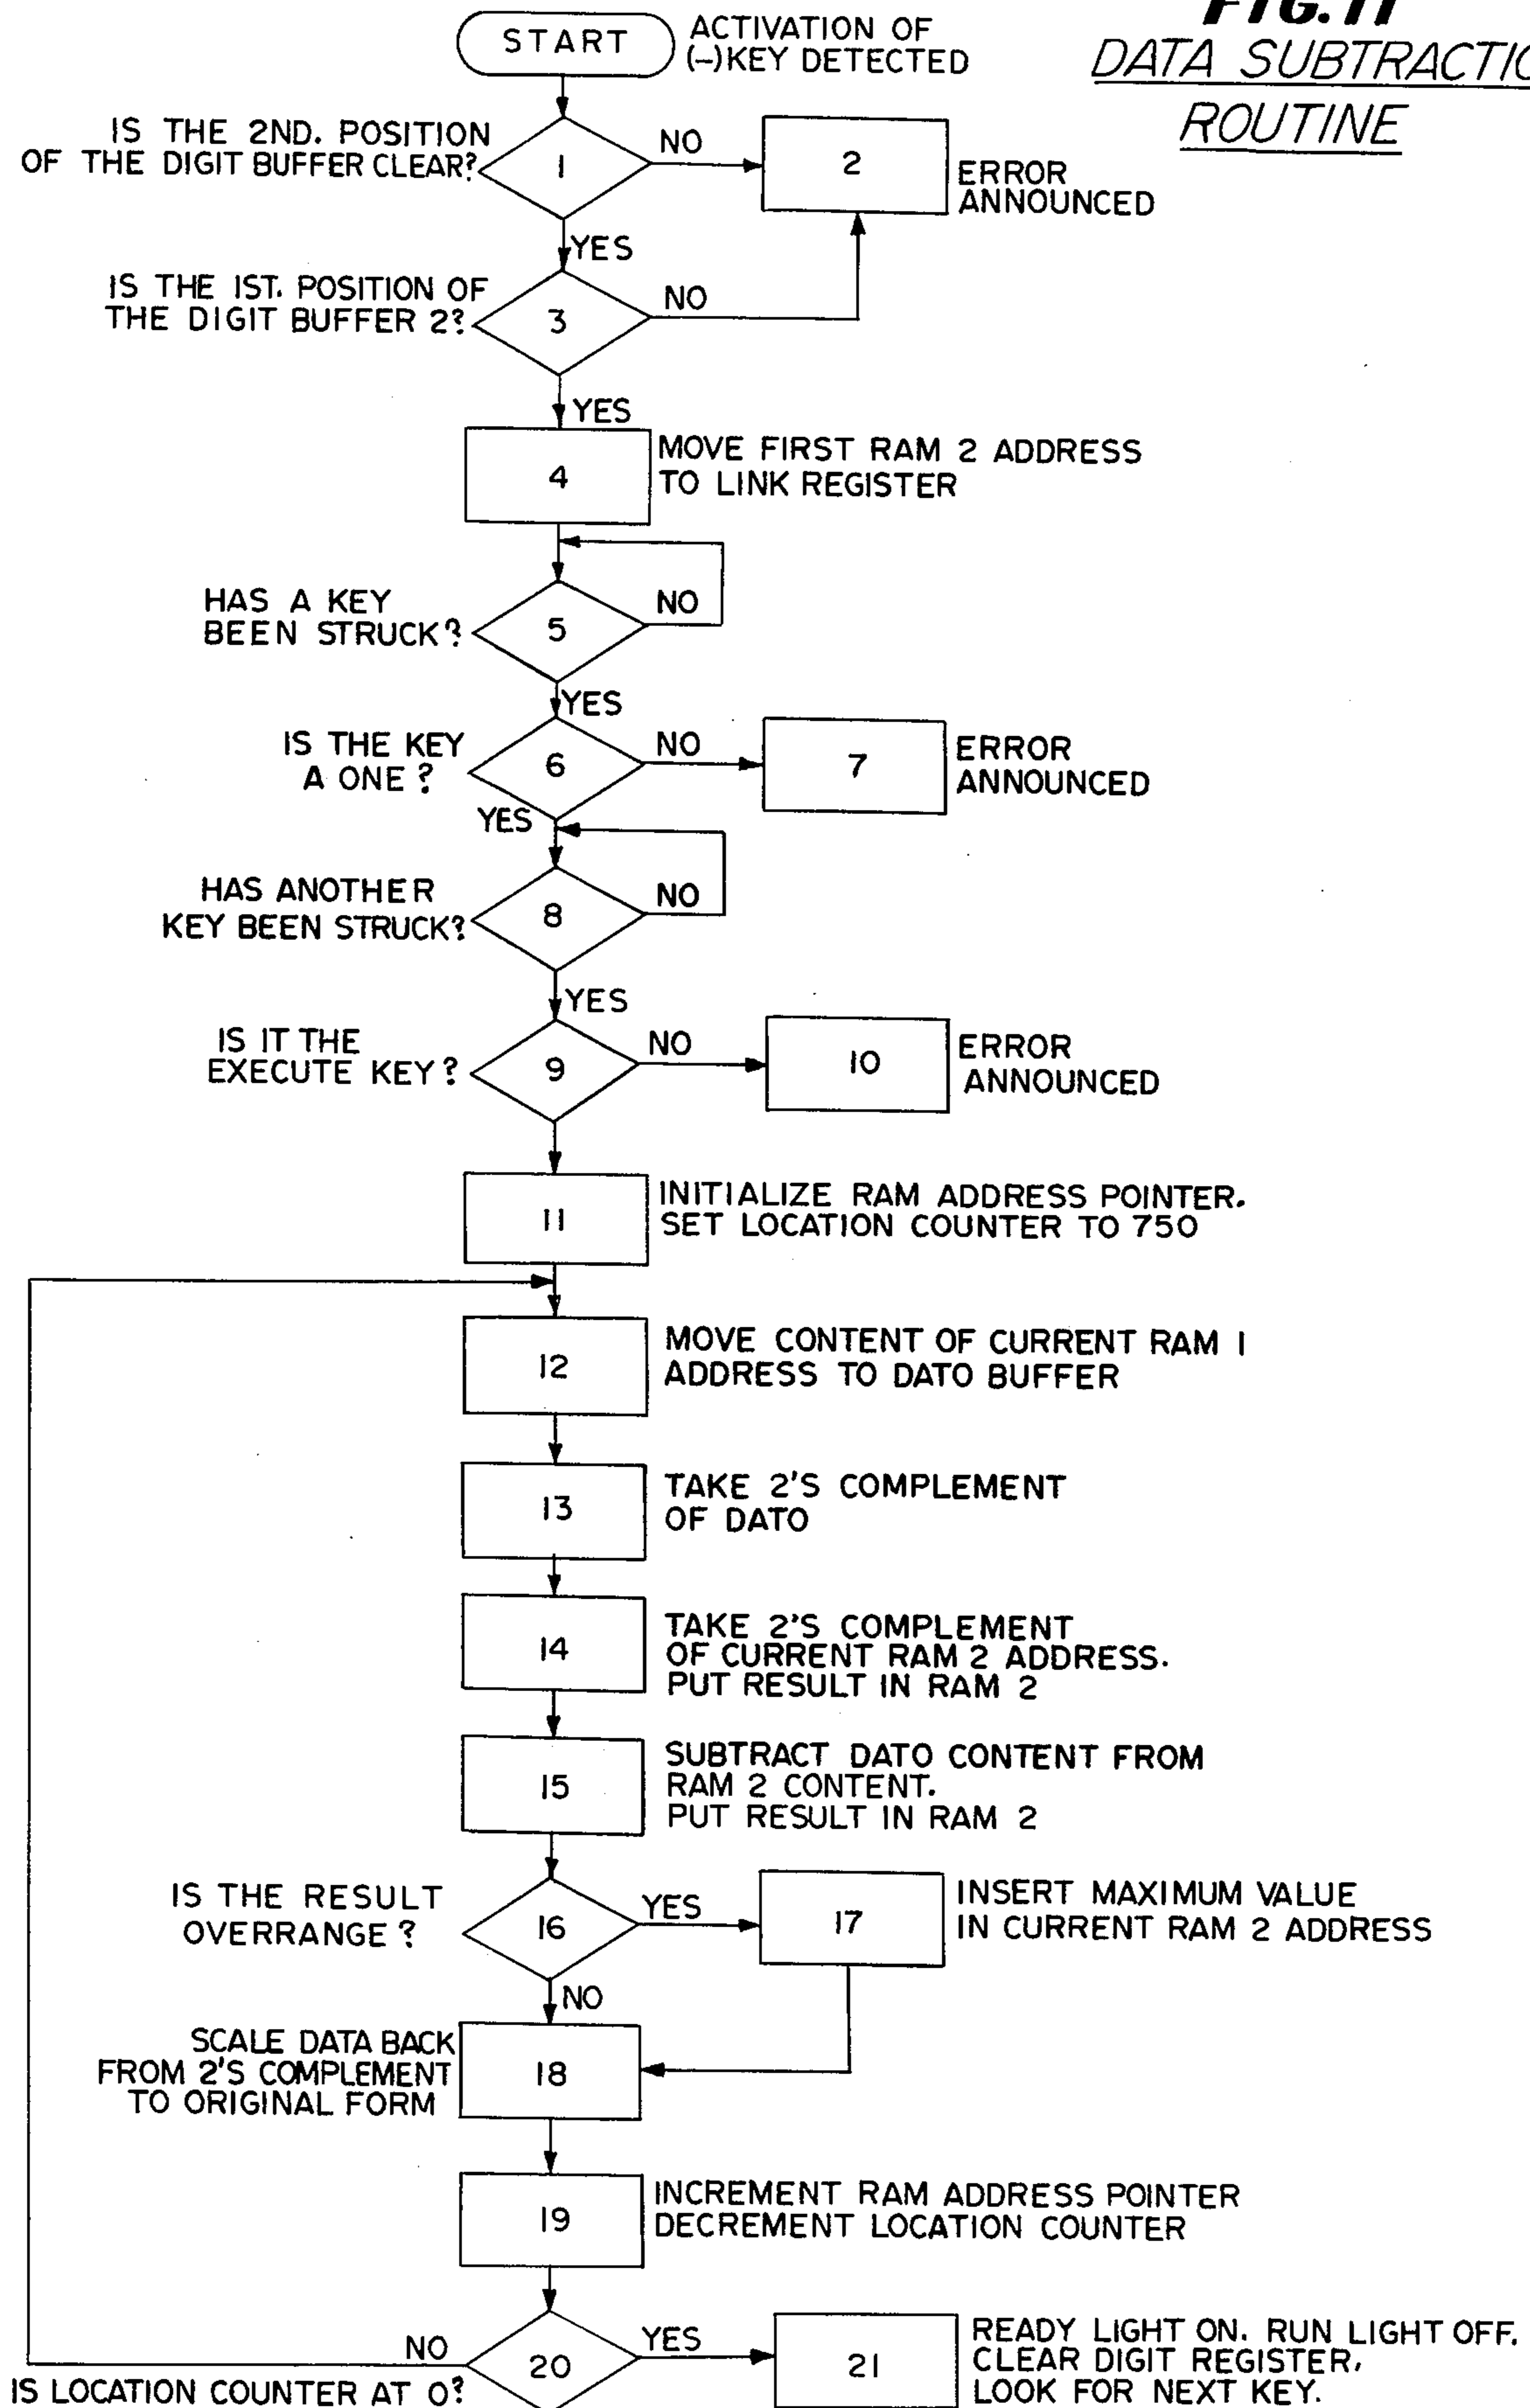 FIG. 11
DATA SUBTRACTIO
ROUTINE
START
ACTIVATION OF
(-)KEY DETECTED
IS THE 2ND. POSITION
OF THE DIGIT BUFFER CLEAR?
1
NO
2
ERROR
ANNOUNCED
YES
IS THE 1ST. POSITION OF
THE DIGIT BUFFER 2?
3
NO
YES
4
MOVE FIRST RAM 2 ADDRESS
TO LINK REGISTER
HAS A KEY
BEEN STRUCK?
5
NO
YES
IS THE KEY
A ONE?
6
NO
7
ERROR
ANNOUNCED
YES
HAS ANOTHER
KEY BEEN STRUCK?
8
NO
YES
IS IT THE
EXECUTE KEY?
9
NO
10
ERROR
ANNOUNCED
11
INITIALIZE RAM ADDRESS POINTER.
SET LOCATION COUNTER TO 750
12
MOVE CONTENT OF CURRENT RAM 1
ADDRESS TO DATO BUFFER
13
TAKE 2'S COMPLEMENT
OF DATO
14
TAKE 2'S COMPLEMENT
OF CURRENT RAM 2 ADDRESS.
PUT RESULT IN RAM 2
15
SUBTRACT DATO CONTENT FROM
RAM 2 CONTENT.
PUT RESULT IN RAM 2
IS THE RESULT
OVERRANGE?
16
YES
17
INSERT MAXIMUM VALUE
IN CURRENT RAM 2 ADDRESS
NO
SCALE DATA BACK
FROM 2'S COMPLEMENT
TO ORIGINAL FORM
18
19
INCREMENT RAM ADDRESS POINTER
DECREMENT LOCATION COUNTER
NO
IS LOCATION COUNTER AT 0?
20
YES
21
READY LIGHT ON. RUN LIGHT OFF.
CLEAR DIGIT REGISTER,
LOOK FOR NEXT KEY.